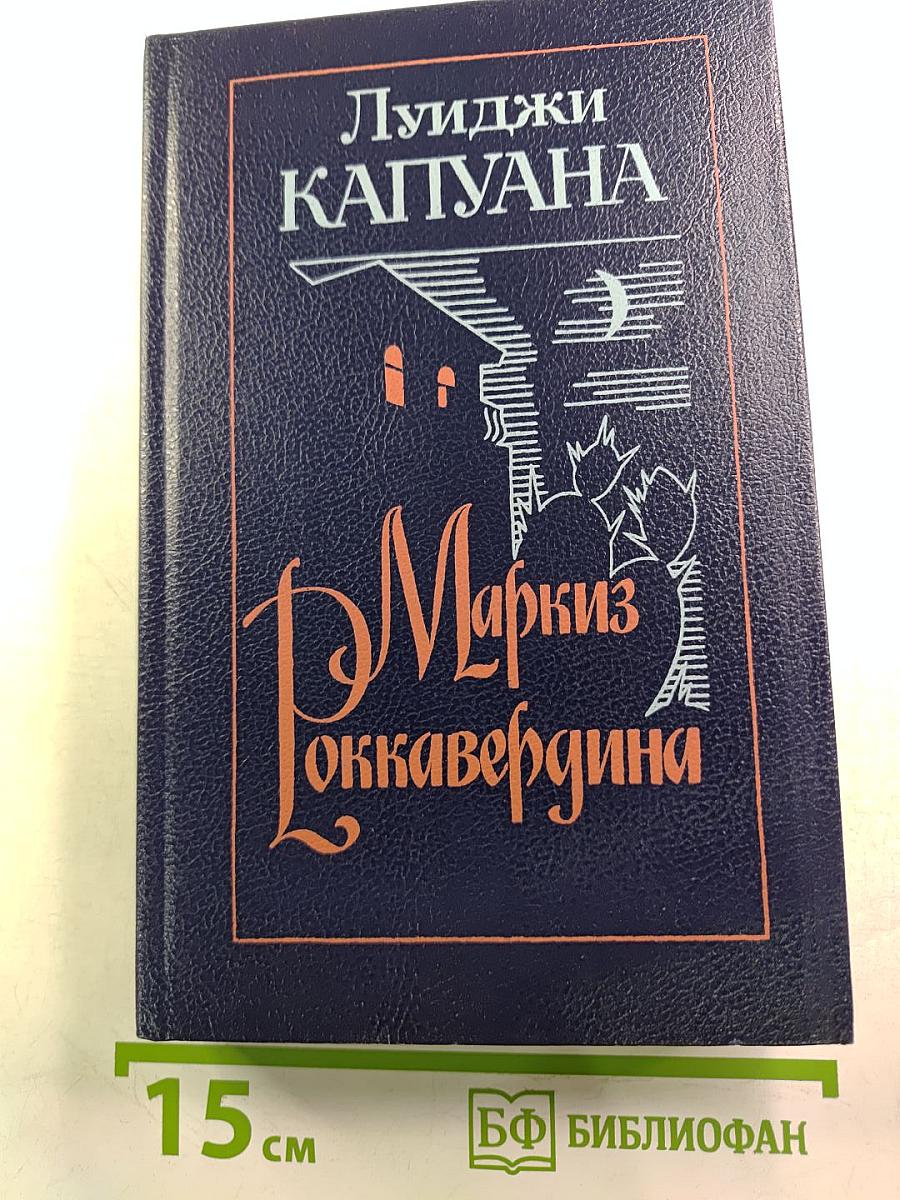 Луиджи
КАПУАНА
Маркиз
Роккавердина
15 см
БФ БИБЛИОФАН